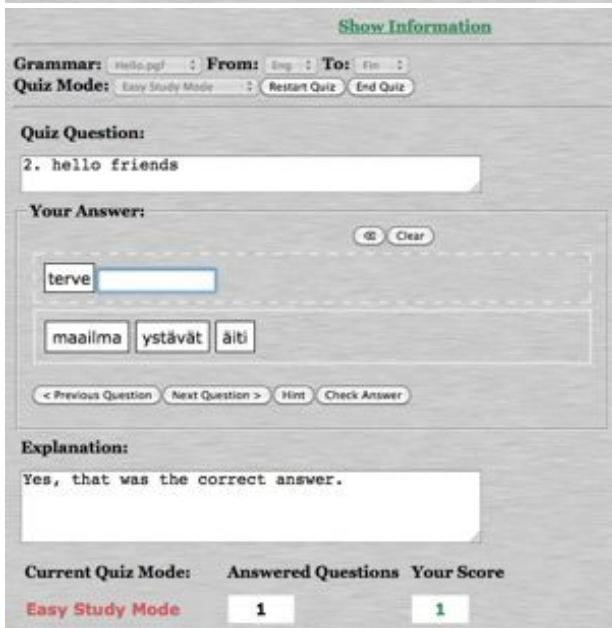 Show Information
Grammar: Hello.pgf From: Eng To: Fin
Quiz Mode: Easy Study Mode Restart Quiz End Quiz
Quiz Question:
2. hello friends
Your Answer:
⌫ Clear
terve
maailma ystävät äiti
< Previous Question Next Question > Hint Check Answer
Explanation:
Yes, that was the correct answer.
Current Quiz Mode: Answered Questions Your Score
Easy Study Mode 1 1